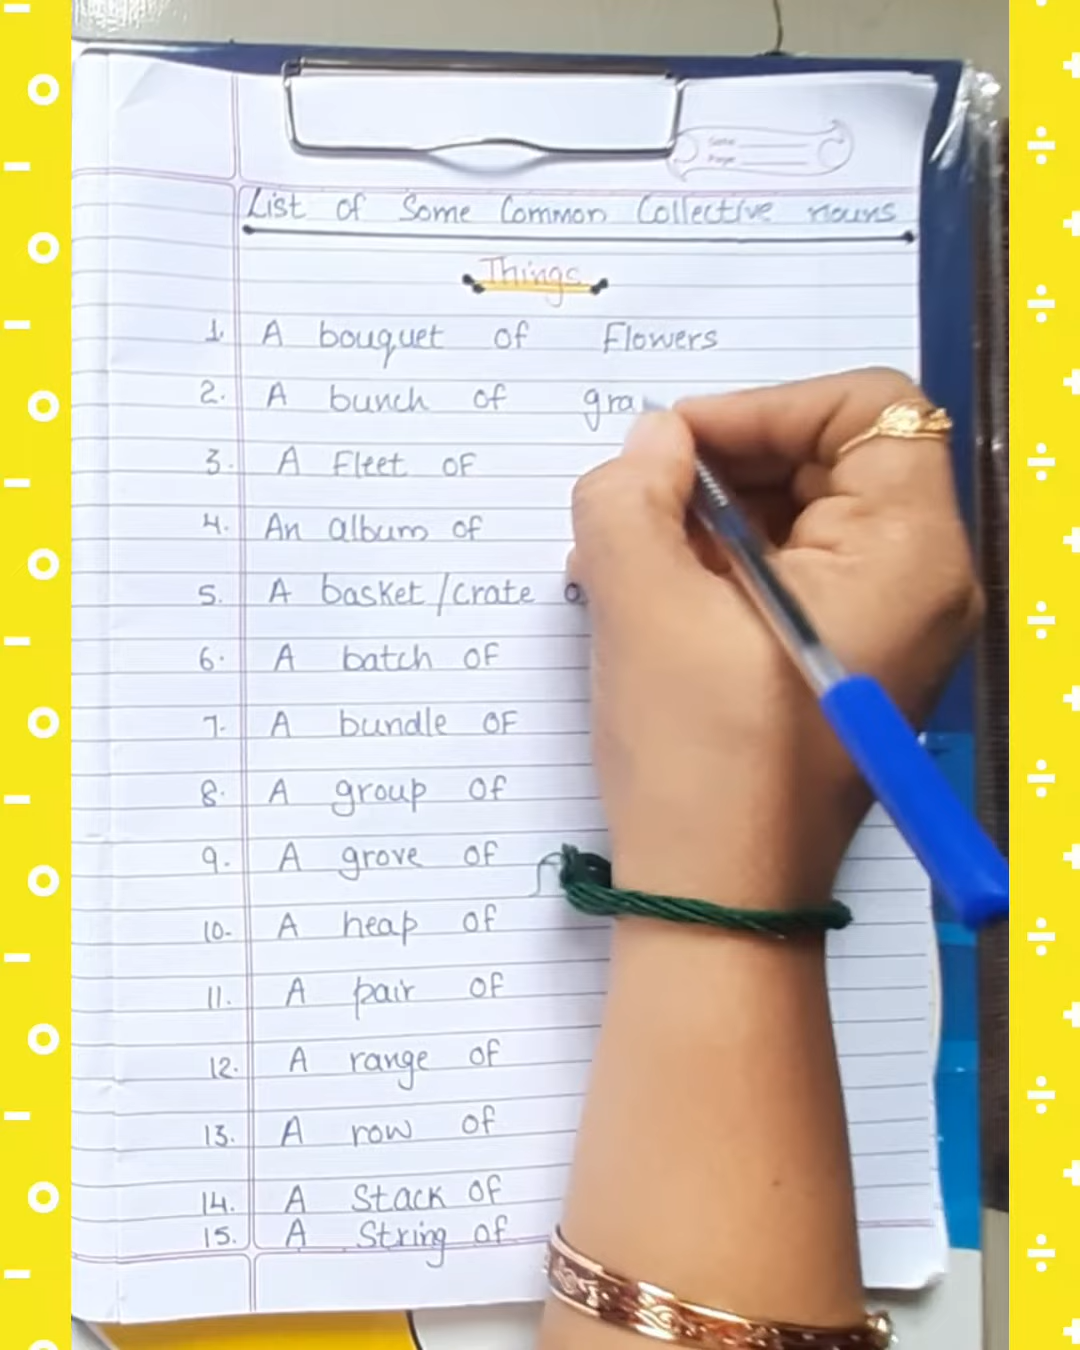 Date
Page
List of Some Common Collective nouns
Things
1. A bouquet of Flowers
2. A bunch of gra
3. A Fleet OF
4. An album of
5. A basket/crate o
6. A batch OF
7. A bundle OF
8. A group of
9. A grove of
10- A heap of
11. A pair of
12. A range of
13. A row of
14. A Stack OF
15. A String of